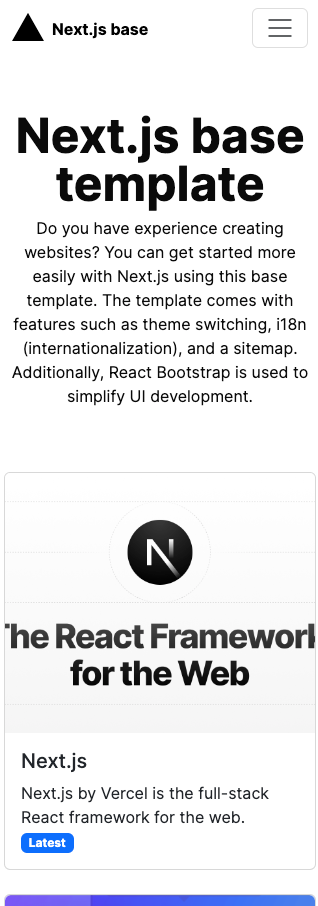 Next.js base
Next.js base
template
Do you have experience creating
websites? You can get started more
easily with Next.js using this base
template. The template comes with
features such as theme switching, i18n
(internationalization), and a sitemap.
Additionally, React Bootstrap is used to
simplify UI development.
N
The React Framework
for the Web
Next.js
Next.js by Vercel is the full-stack
React framework for the web.
Latest